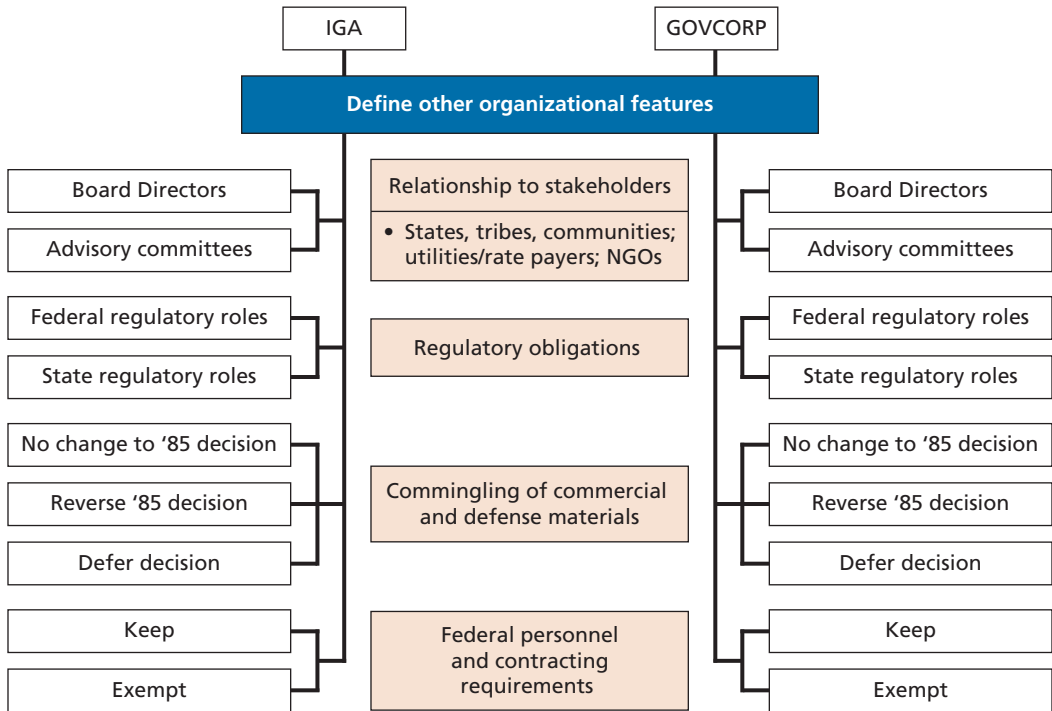 IGA
GOVCORP
Define other organizational features
Board Directors
Advisory committees
Federal regulatory roles
State regulatory roles
No change to ‘85 decision
Reverse ‘85 decision
Defer decision
Keep
Exempt
Relationship to stakeholders
• States, tribes, communities;
utilities/rate payers; NGOs
Regulatory obligations
Commingling of commercial
and defense materials
Federal personnel
and contracting
requirements
Board Directors
Advisory committees
Federal regulatory roles
State regulatory roles
No change to ‘85 decision
Reverse ‘85 decision
Defer decision
Keep
Exempt